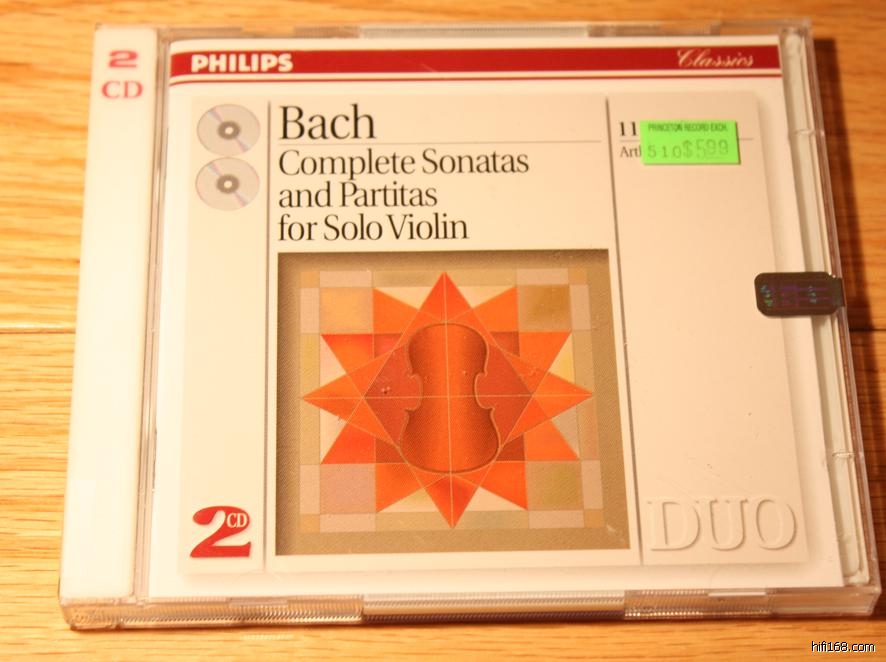 2
CD
PHILIPS
Classics
Bach
Complete Sonatas
and Partitas
for Solo Violin
11
PRINCETON RECORD EXCH.
510 $5.99
2CD
DUO
hifi168.com